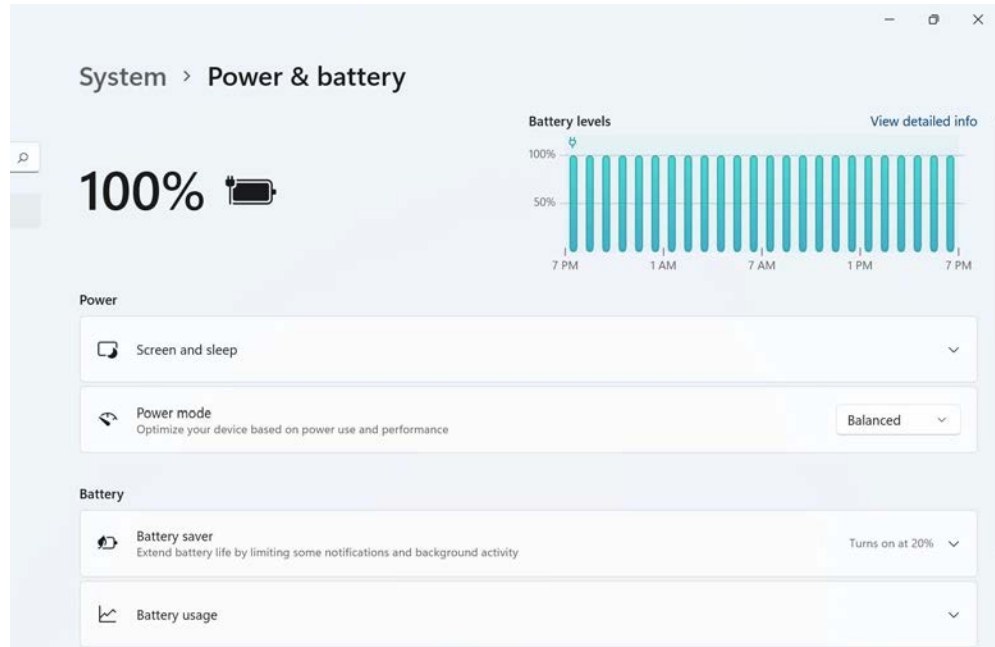 System > Power & battery
Battery levels
View detailed info
100%
100%
50%
7 PM 1 AM 7 AM 1 PM 7 PM
Power
Screen and sleep
Power mode
Optimize your device based on power use and performance
Balanced
Battery
Battery saver
Extend battery life by limiting some notifications and background activity
Turns on at 20%
Battery usage